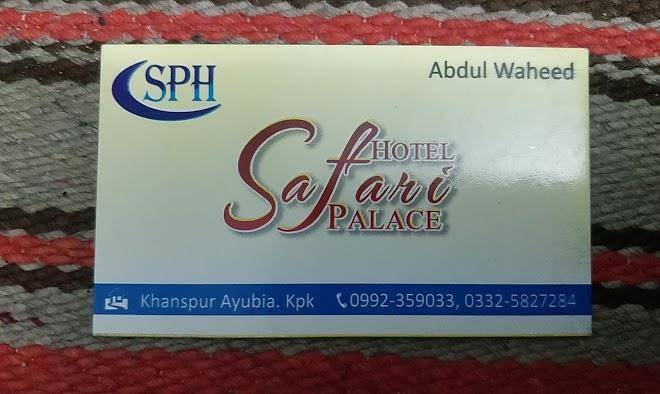 SPH
Abdul Waheed
HOTEL
Safari
PALACE
Khanspur Ayubia. Kpk 0992-359033, 0332-5827284